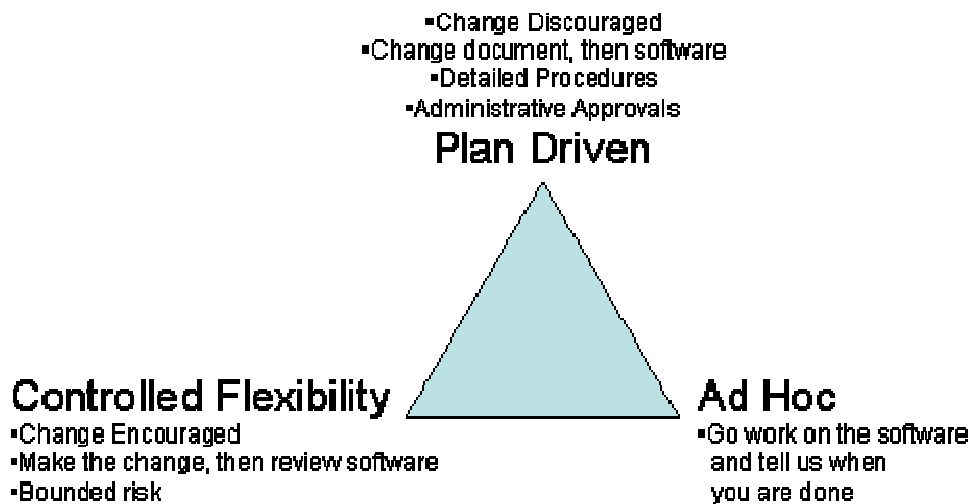 ▪Change Discouraged
▪Change document, then software
▪Detailed Procedures
▪Administrative Approvals
Plan Driven
Controlled Flexibility
▪Change Encouraged
▪Make the change, then review software
▪Bounded risk
Ad Hoc
▪Go work on the software
and tell us when
you are done